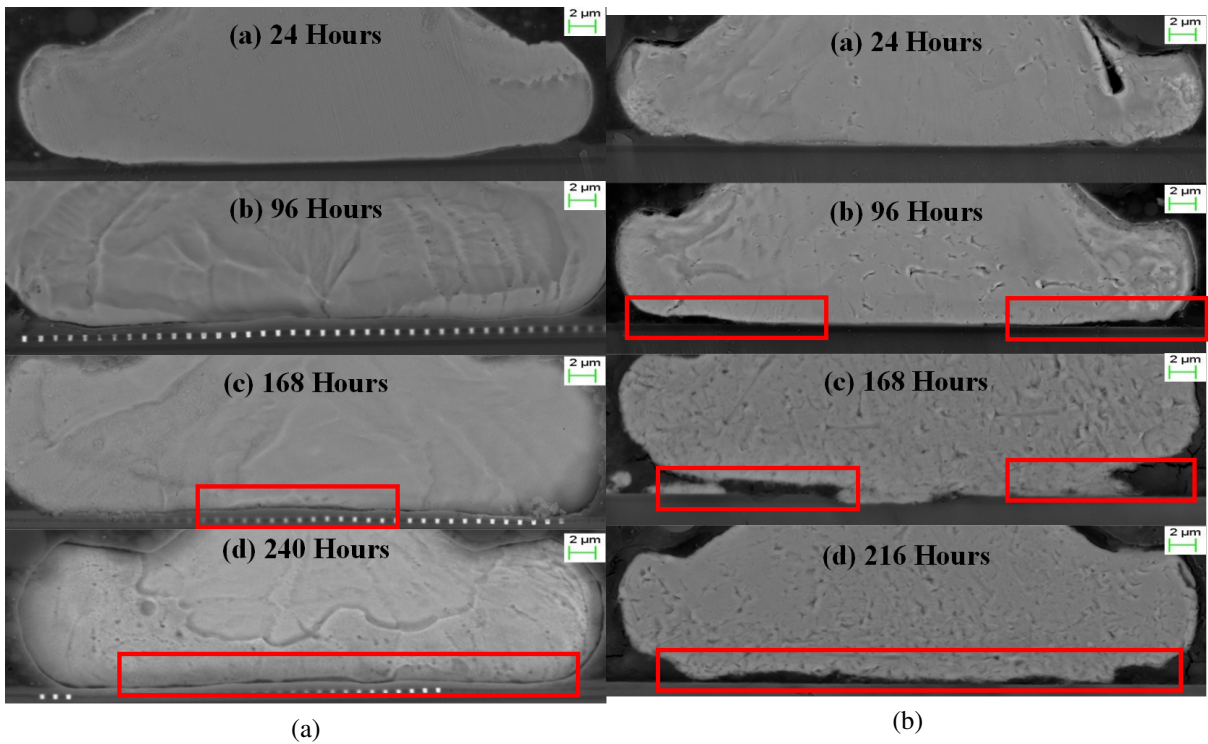 2 µm
(a) 24 Hours
2 µm
(b) 96 Hours
2 µm
(c) 168 Hours
2 µm
(d) 240 Hours
(a)
2 µm
(a) 24 Hours
2 µm
(b) 96 Hours
2 µm
(c) 168 Hours
2 µm
(d) 216 Hours
(b)